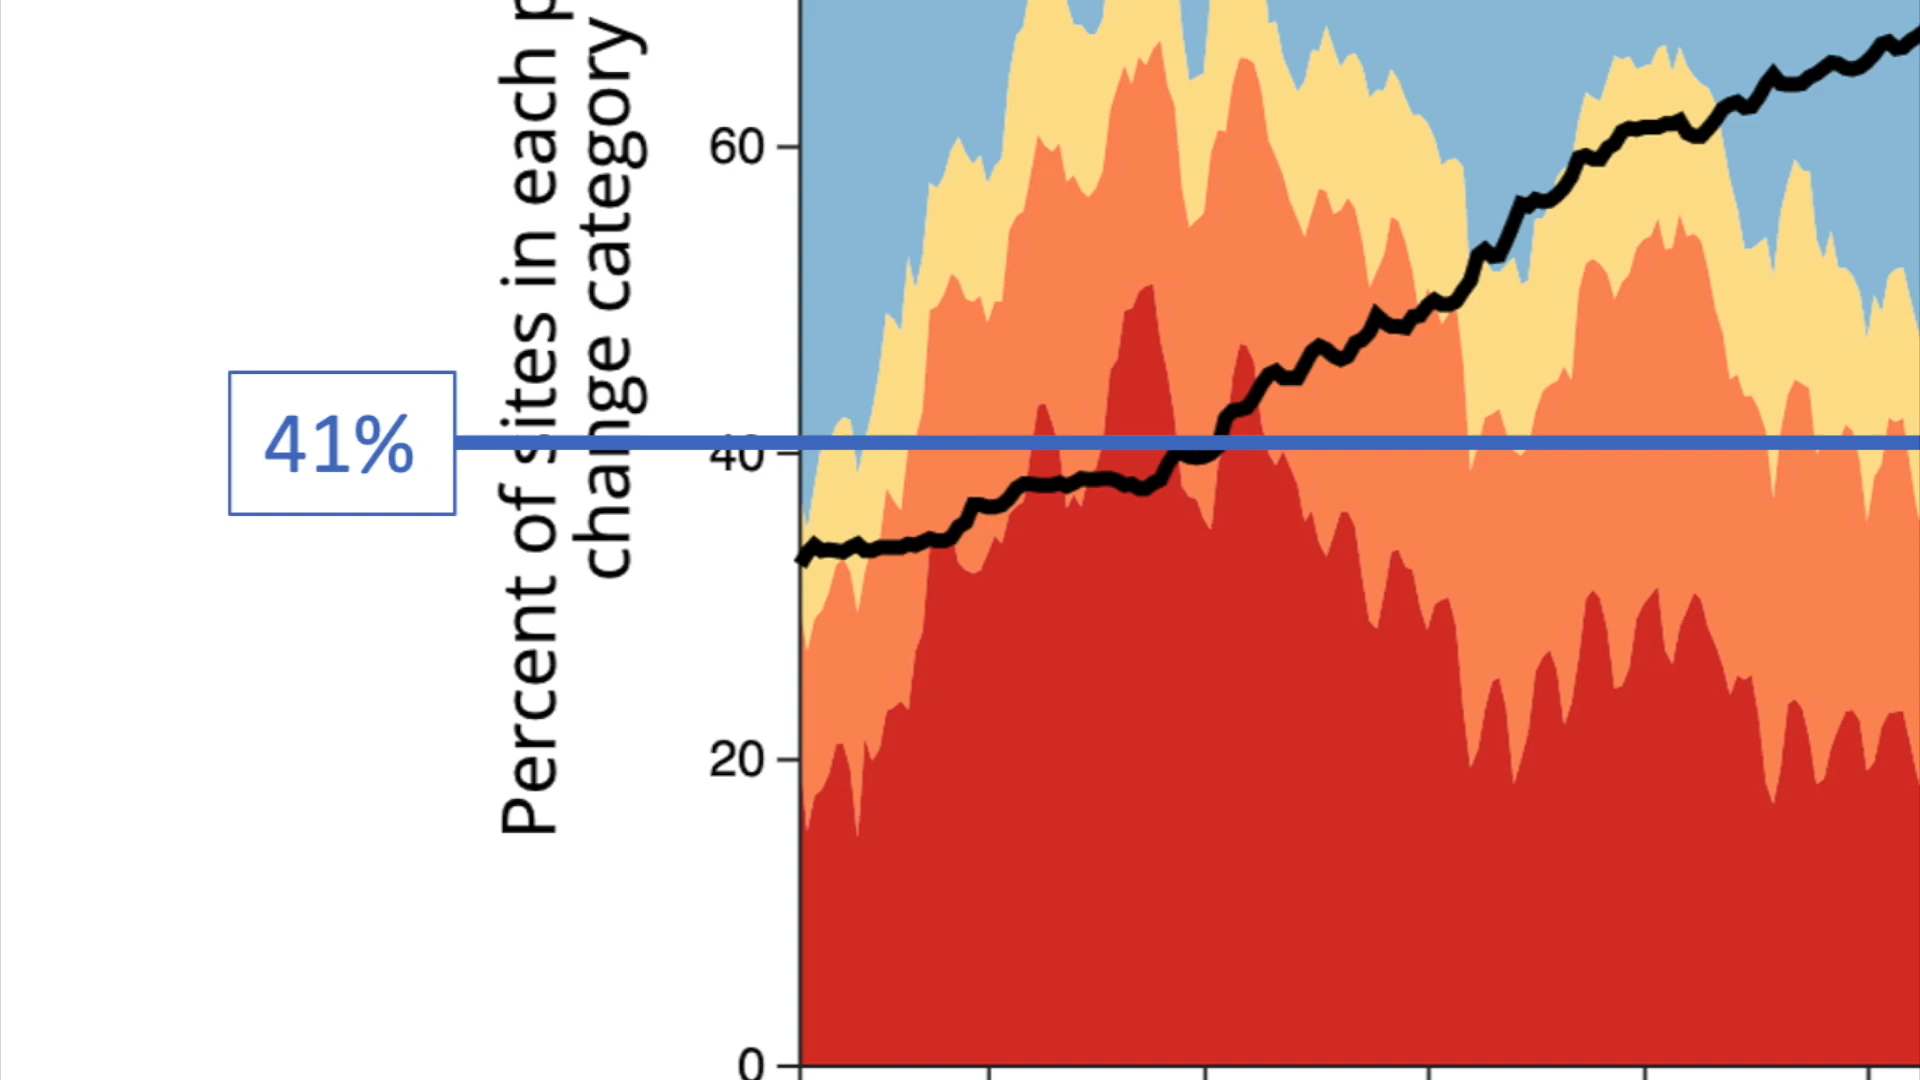 Percent of sites in each
change category
60
41%
40
20
0